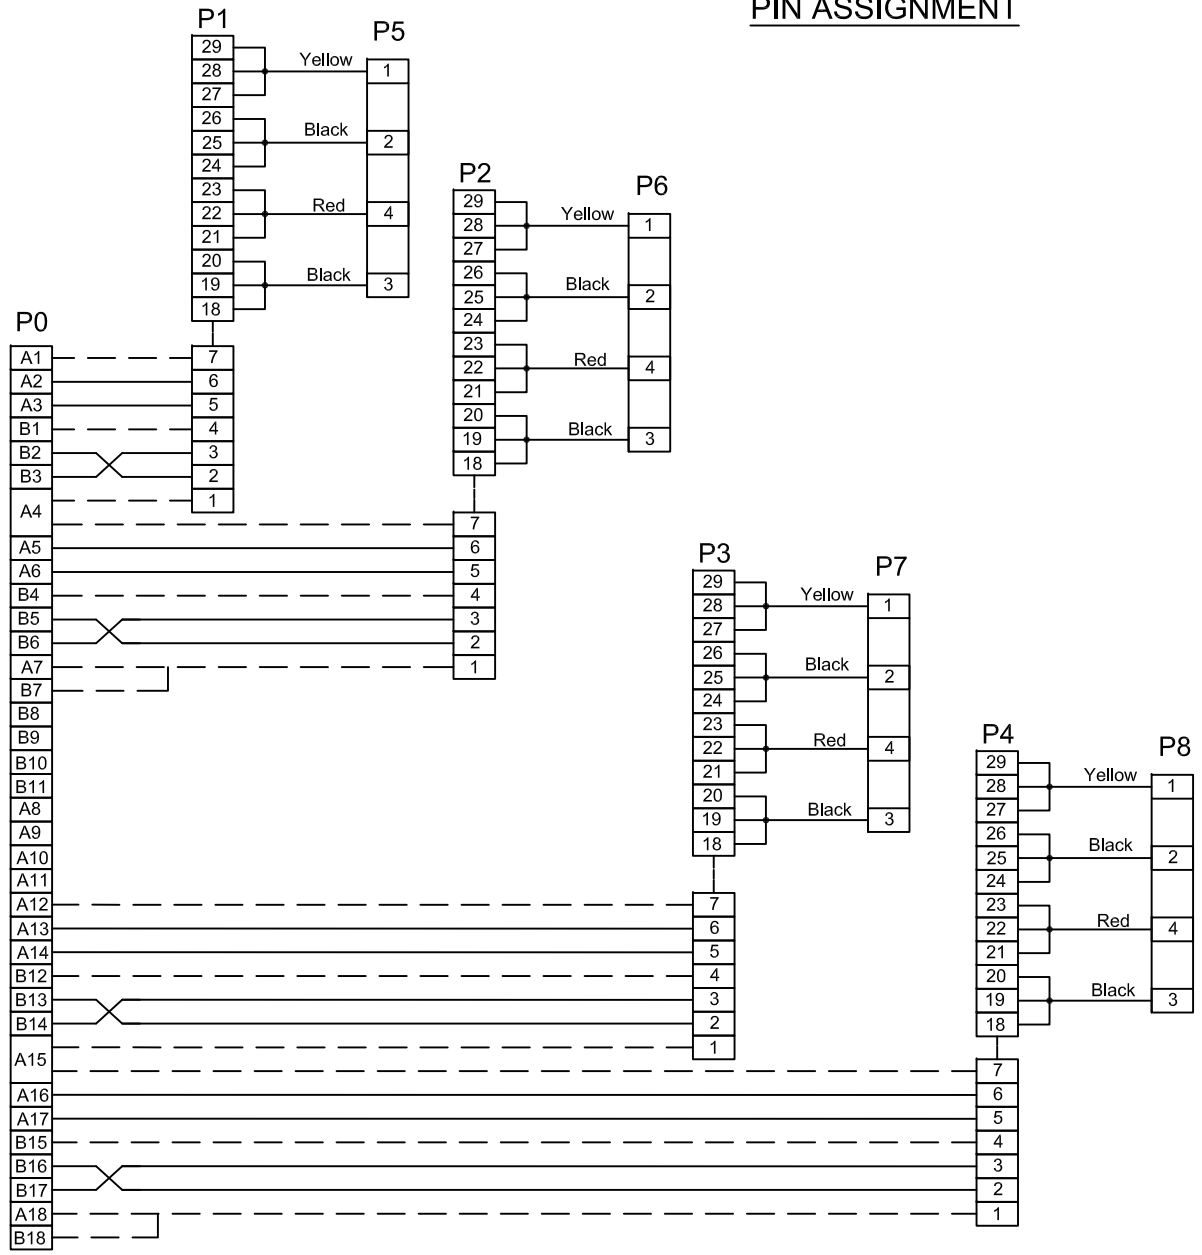 PIN ASSIGNMENT
P1
29
28
27
26
25
24
23
22
21
20
19
18
7
6
5
4
3
2
1
Yellow
Black
Red
Black
P5
1
2
4
3
P2
29
28
27
26
25
24
23
22
21
20
19
18
7
6
5
4
3
2
1
Yellow
Black
Red
Black
P6
1
2
4
3
P0
A1
A2
A3
B1
B2
B3
A4
A5
A6
B4
B5
B6
A7
B7
B8
B9
B10
B11
A8
A9
A10
A11
A12
A13
A14
B12
B13
B14
A15
A16
A17
B15
B16
B17
A18
B18
P3
29
28
27
26
25
24
23
22
21
20
19
18
7
6
5
4
3
2
1
Yellow
Black
Red
Black
P7
1
2
4
3
P4
29
28
27
26
25
24
23
22
21
20
19
18
7
6
5
4
3
2
1
Yellow
Black
Red
Black
P8
1
2
4
3